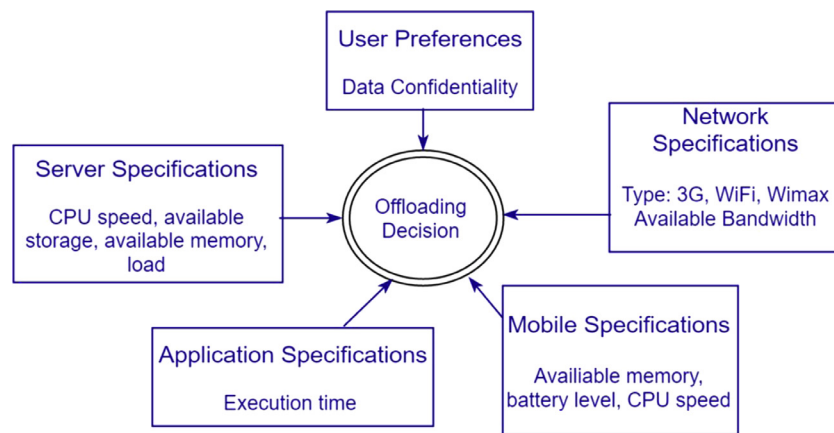 User Preferences
Data Confidentiality
Network
Specifications
Type: 3G, WiFi, Wimax
Available Bandwidth
Server Specifications
CPU speed, available
storage, available memory,
load
Offloading
Decision
Application Specifications
Execution time
Mobile Specifications
Availiable memory,
battery level, CPU speed